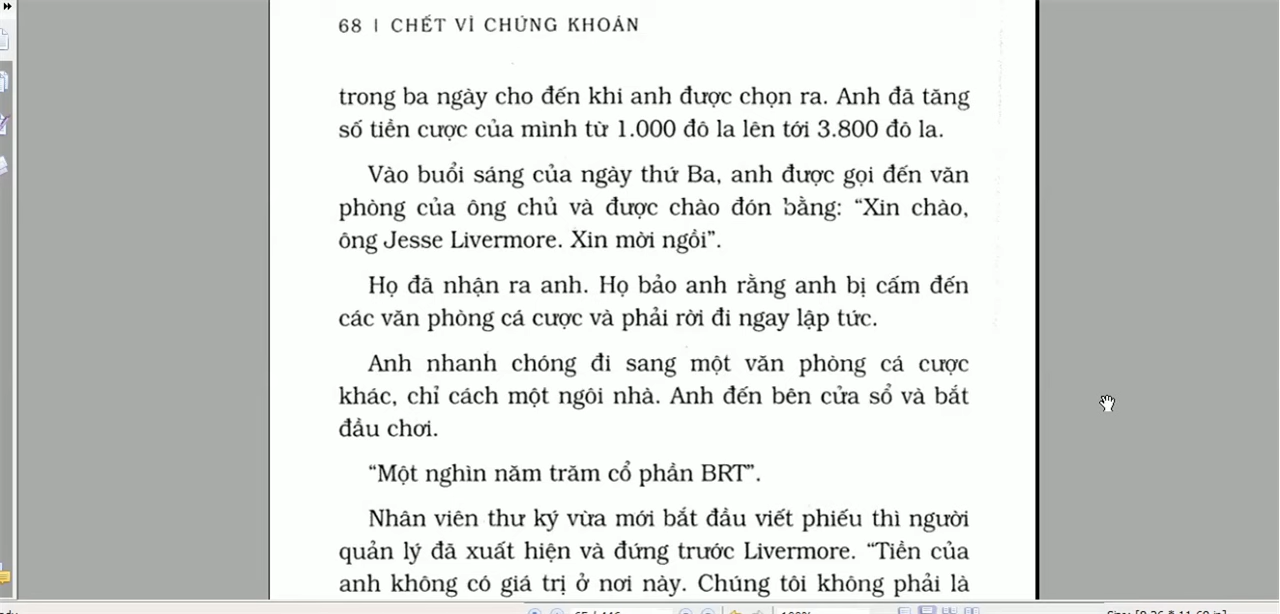 68 | CHẾT VÌ CHỨNG KHOÁN
trong ba ngày cho đến khi anh được chọn ra. Anh đã tăng
số tiền cược của mình từ 1.000 đô la lên tới 3.800 đô la.
Vào buổi sáng của ngày thứ Ba, anh được gọi đến văn
phòng của ông chủ và được chào đón bằng: “Xin chào,
ông Jesse Livermore. Xin mời ngồi”.
Họ đã nhận ra anh. Họ bảo anh rằng anh bị cấm đến
các văn phòng cá cược và phải rời đi ngay lập tức.
Anh nhanh chóng đi sang một văn phòng cá cược
khác, chỉ cách một ngôi nhà. Anh đến bên cửa sổ và bắt
đầu chơi.
“Một nghìn năm trăm cổ phần BRT”.
Nhân viên thư ký vừa mới bắt đầu viết phiếu thì người
quản lý đã xuất hiện và đứng trước Livermore. “Tiền của
anh không có giá trị ở nơi này. Chúng tôi không phải là